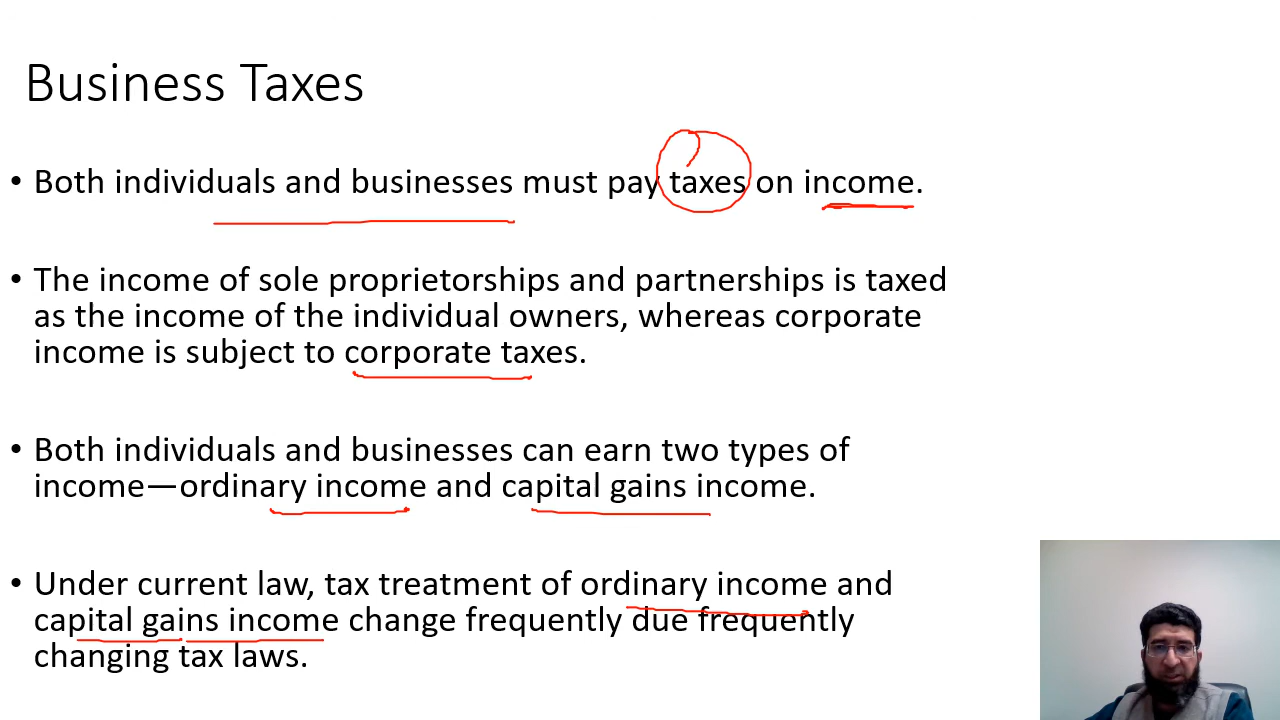 Business Taxes
• Both individuals and businesses must pay taxes on income.
• The income of sole proprietorships and partnerships is taxed
as the income of the individual owners, whereas corporate
income is subject to corporate taxes.
• Both individuals and businesses can earn two types of
income—ordinary income and capital gains income.
• Under current law, tax treatment of ordinary income and
capital gains income change frequently due frequently
changing tax laws.